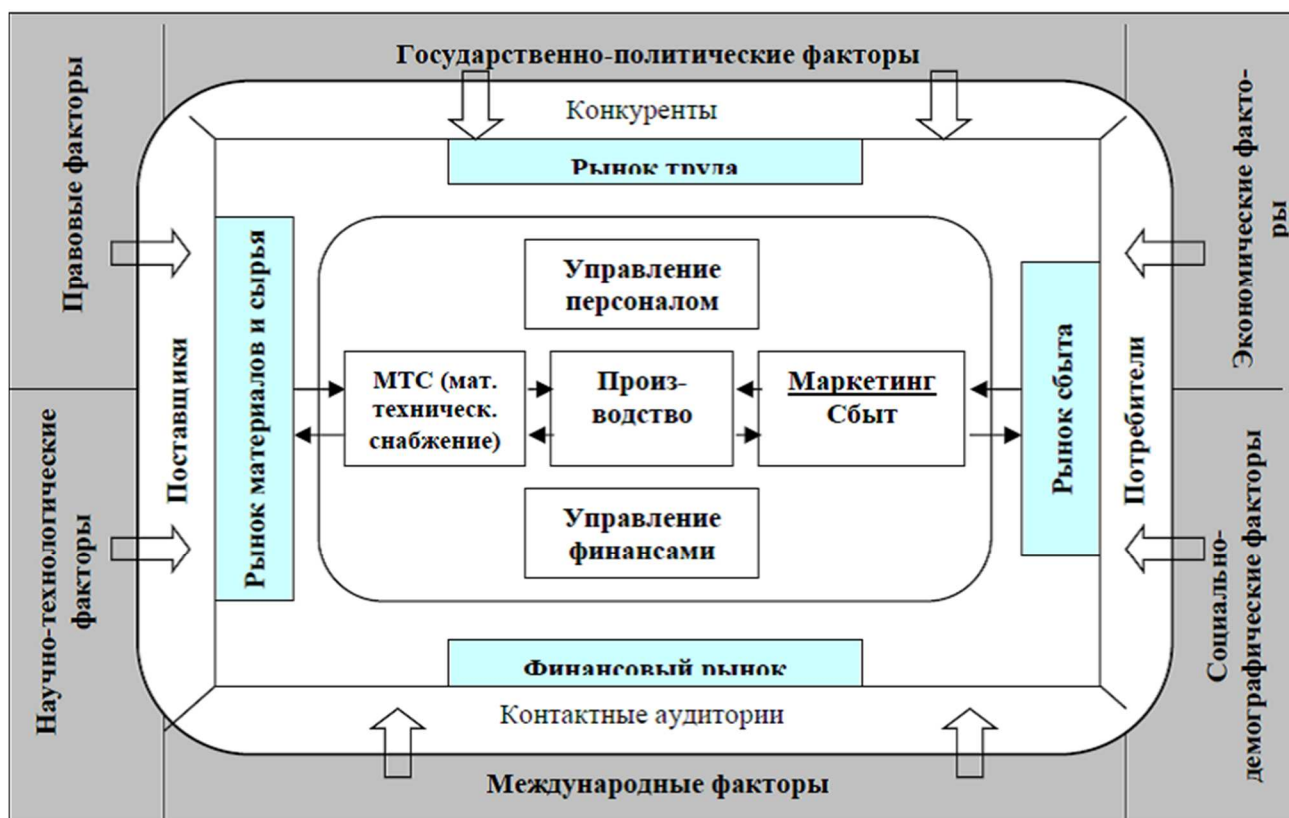 Государственно-политические факторы
Конкуренты
Рынок труда
Правовые факторы
Научно-технологические
факторы
Поставщики
Рынок материалов и сырья
Управление
персоналом
МТС (мат.
техническ.
снабжение)
Произ-
водство
Маркетинг
Сбыт
Управление
финансами
Рынок сбыта
Потребители
Экономические факто-
ры
Социально-
демографические факторы
Финансовый рынок
Контактные аудитории
Международные факторы